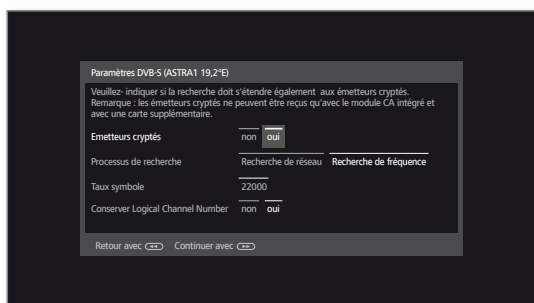 Paramètres DVB-S (ASTRA1 19,2°E)
Veuillez- indiquer si la recherche doit s'étendre également aux émetteurs cryptés.
Remarque : les émetteurs cryptés ne peuvent être reçus qu'avec le module CA intégré et
avec une carte supplémentaire.
Emetteurs cryptés non oui
Processus de recherche Recherche de réseau Recherche de fréquence
Taux symbole 22000
Conserver Logical Channel Number non oui
Retour avec Continuer avec